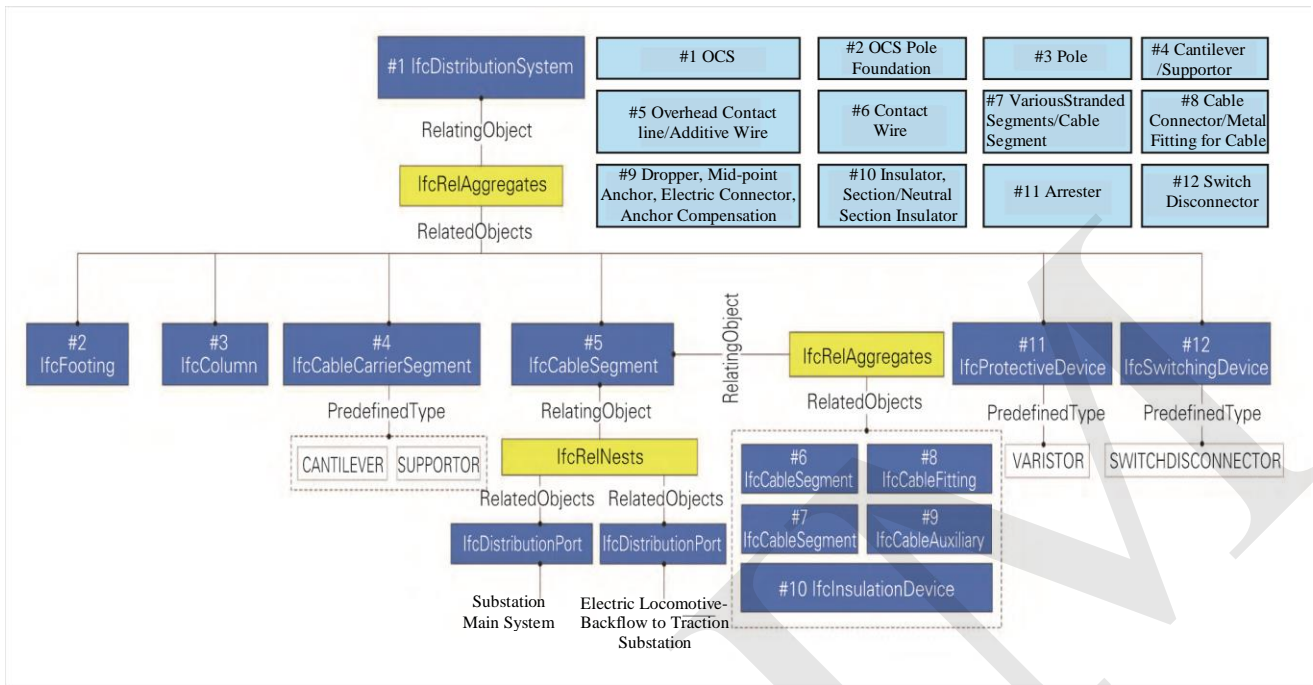 #1 IfcDistributionSystem
#1 OCS
#2 OCS Pole
Foundation
#3 Pole
#4 Cantilever
/Supportor
#5 Overhead Contact
line/Additive Wire
#6 Contact
Wire
#7 VariousStranded
Segments/Cable
Segment
#8 Cable
Connector/Metal
Fitting for Cable
#9 Dropper, Mid-point
Anchor, Electric Connector,
Anchor Compensation
#10 Insulator,
Section/Neutral
Section Insulator
#11 Arrester
#12 Switch
Disconnector
RelatingObject
IfcRelAggregates
RelatedObjects
#2
IfcFooting
#3
IfcColumn
#4
IfcCableCarrierSegment
#5
IfcCableSegment
RelatingObject
IfcRelAggregates
#11
IfcProtectiveDevice
#12
IfcSwitchingDevice
PredefinedType
RelatingObject
RelatedObjects
PredefinedType
PredefinedType
CANTILEVER
SUPPORTOR
IfcRelNests
VARISTOR
SWITCHDISCONNECTOR
RelatedObjects
RelatedObjects
#6
IfcCableSegment
#8
IfcCableFitting
#7
IfcCableSegment
#9
IfcCableAuxiliary
IfcDistributionPort
IfcDistributionPort
#10 IfcInsulationDevice
Substation
Main System
Electric Locomotive-
Backflow to Traction
Substation